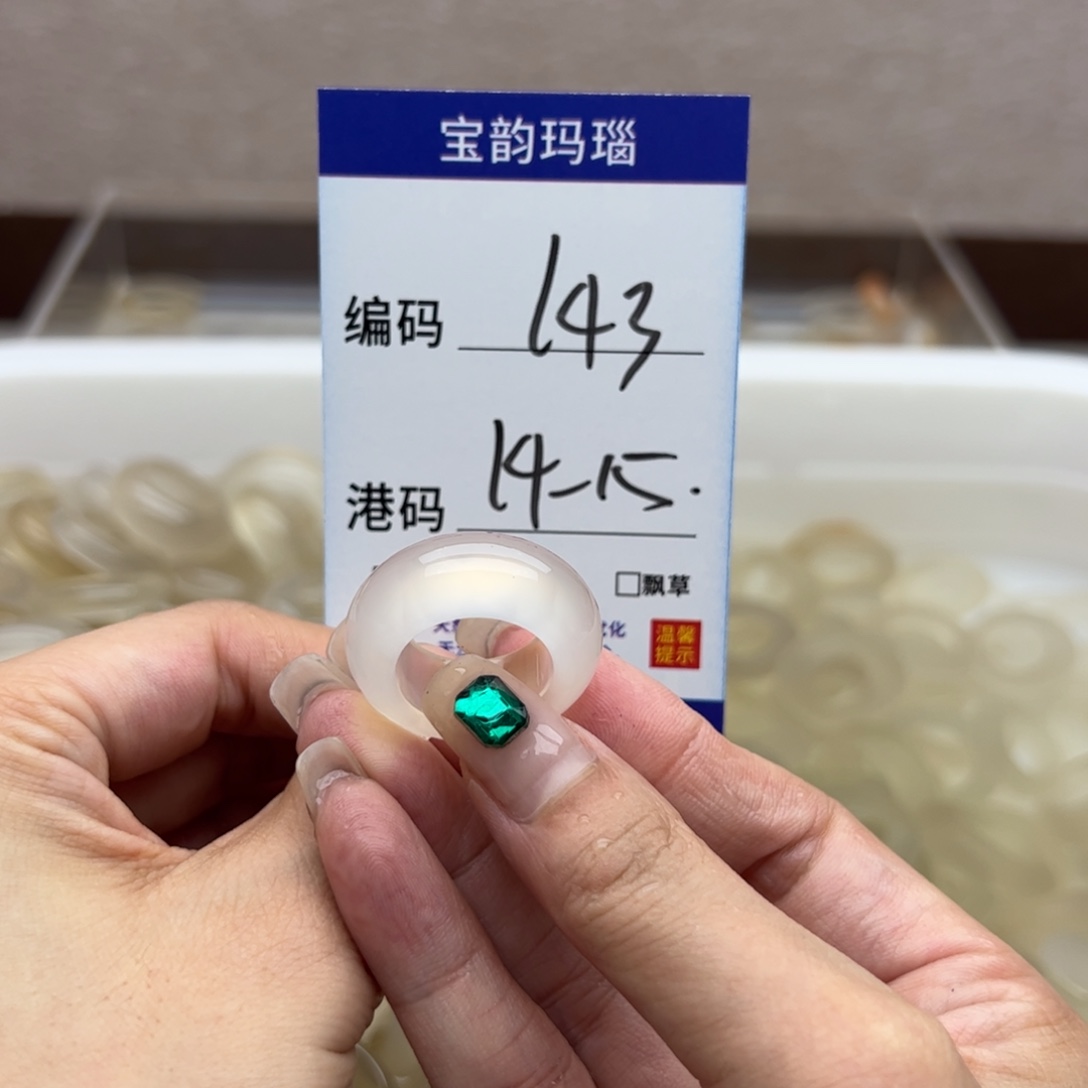 宝韵玛瑙
编码 143
港码 14-15.
□飘草
温馨
提示